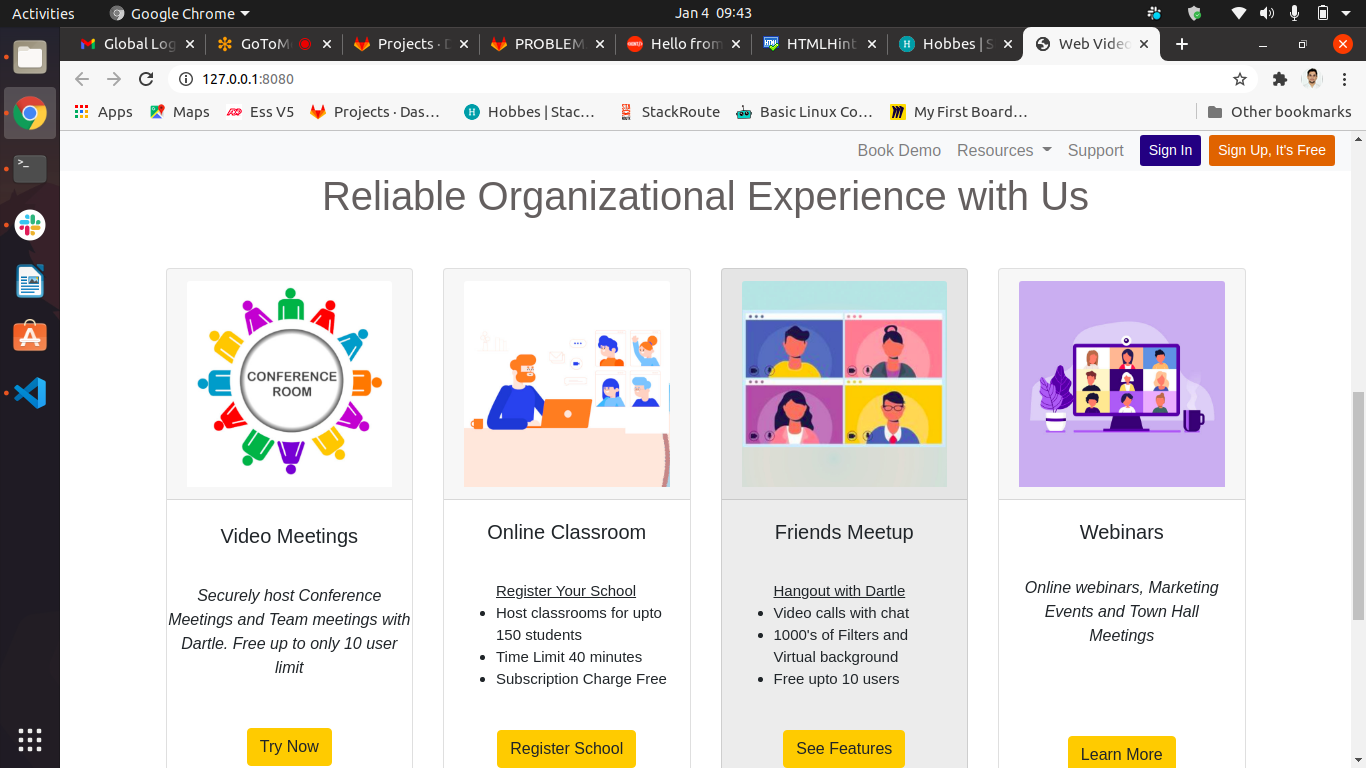 Activities
Google Chrome
Jan 4 09:43
Global Log
GoToM
Projects · D
PROBLEM
Hello from
HTMLHint
Hobbes | S
Web Video
127.0.0.1:8080
Apps
Maps
Ess V5
Projects · Das…
Hobbes | Stac…
StackRoute
Basic Linux Co…
My First Board…
Other bookmarks
Book Demo
Resources
Support
Sign In
Sign Up, It's Free
Reliable Organizational Experience with Us
CONFERENCE
ROOM
Video Meetings
Securely host Conference
Meetings and Team meetings with
Dartle. Free up to only 10 user
limit
Try Now
Online Classroom
Register Your School
Host classrooms for upto
150 students
Time Limit 40 minutes
Subscription Charge Free
Register School
Friends Meetup
Hangout with Dartle
Video calls with chat
1000's of Filters and
Virtual background
Free upto 10 users
See Features
Webinars
Online webinars, Marketing
Events and Town Hall
Meetings
Learn More